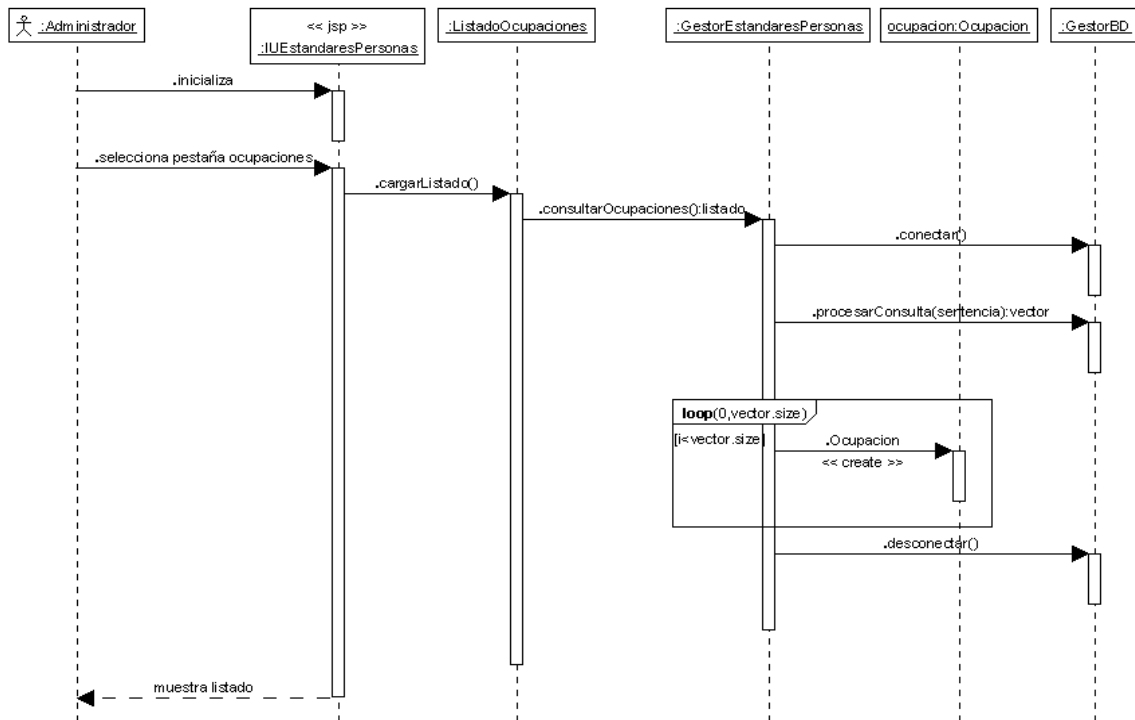 :Administrador
<< jsp >>
:IUEstandaresPersonas
:ListadoOcupaciones
:GestorEstandaresPersonas
ocupacion:Ocupacion
:GestorBD
.inicializa
.selecciona pestaña ocupaciones
.cargarListado()
.consultarOcupaciones():listado
.conectar()
.procesarConsulta(sentencia):vector
loop(0,vector.size)
[i<vector.size]
.Ocupacion
<< create >>
.desconectar()
muestra listado